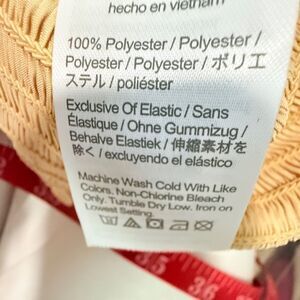 hecho en vietnam
100% Polyester / Polyester /
Polyester / Polyester / ポリエ
ステル / poliéster
Exclusive Of Elastic / Sans
Élastique / Ohne Gummizug /
Behalve Elastiek / 伸縮素材を
除く / excluyendo el elástico
Machine Wash Cold With Like
Colors. Non-Chlorine Bleach
Only. Tumble Dry Low. Iron on
Lowest Setting.
36
35